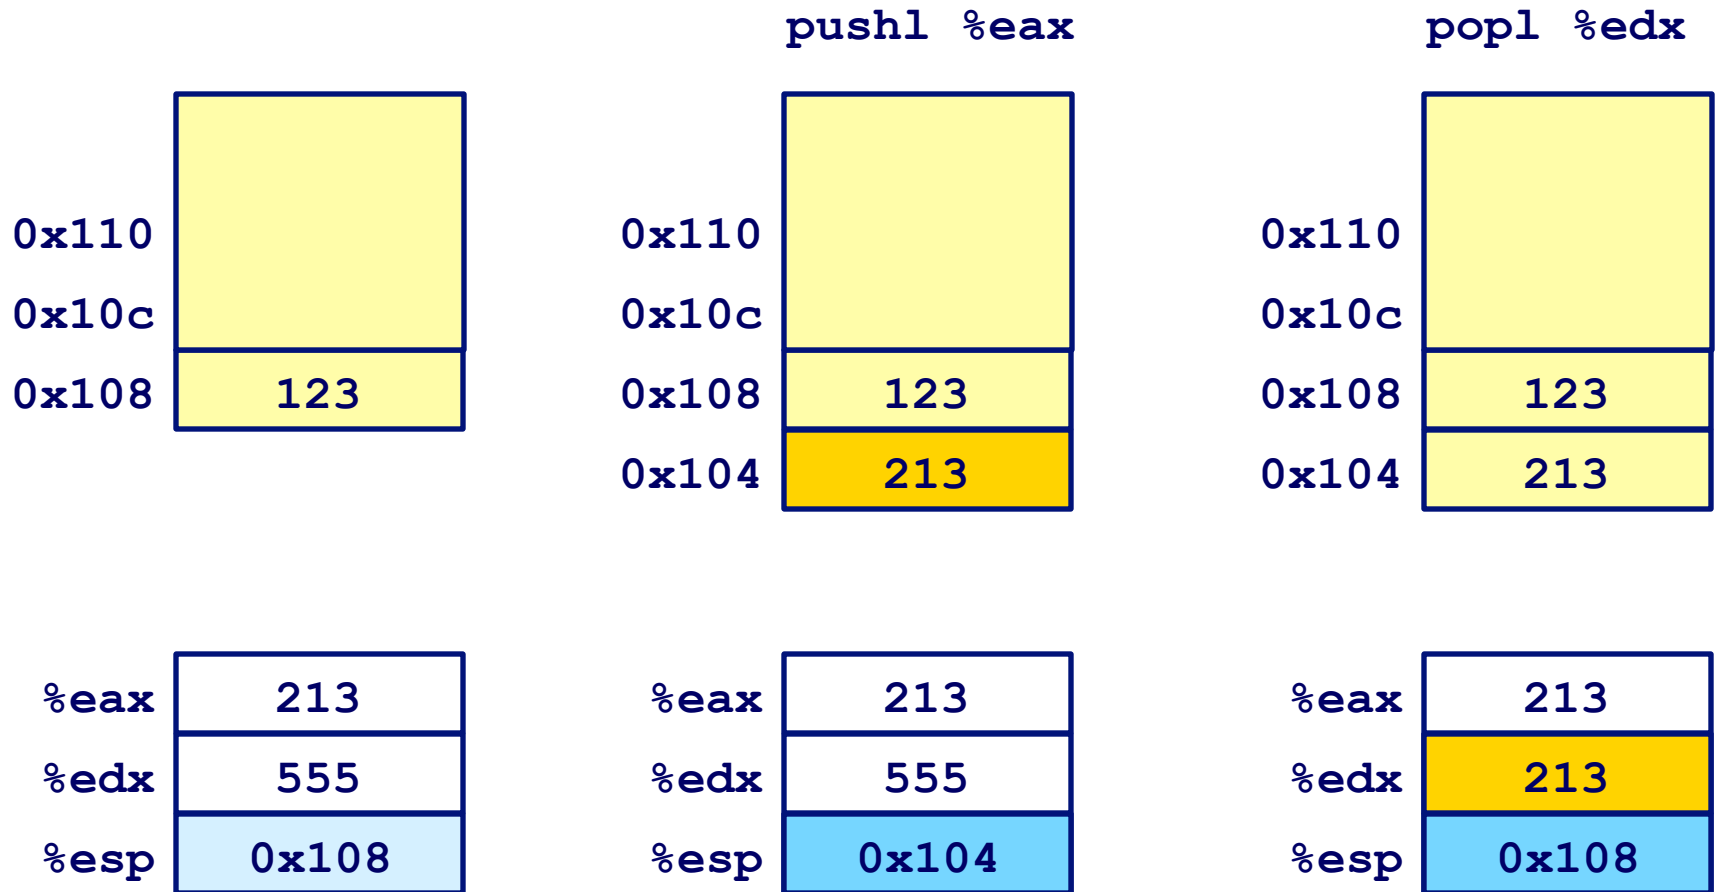 pushl %eax popl %edx
0x110 0x110 0x110
0x10c 0x10c 0x10c
0x108 123 0x108 123 0x108 123
0x104 213 0x104 213
%eax 213 %eax 213 %eax 213
%edx 555 %edx 555 %edx 213
%esp 0x108 %esp 0x104 %esp 0x108